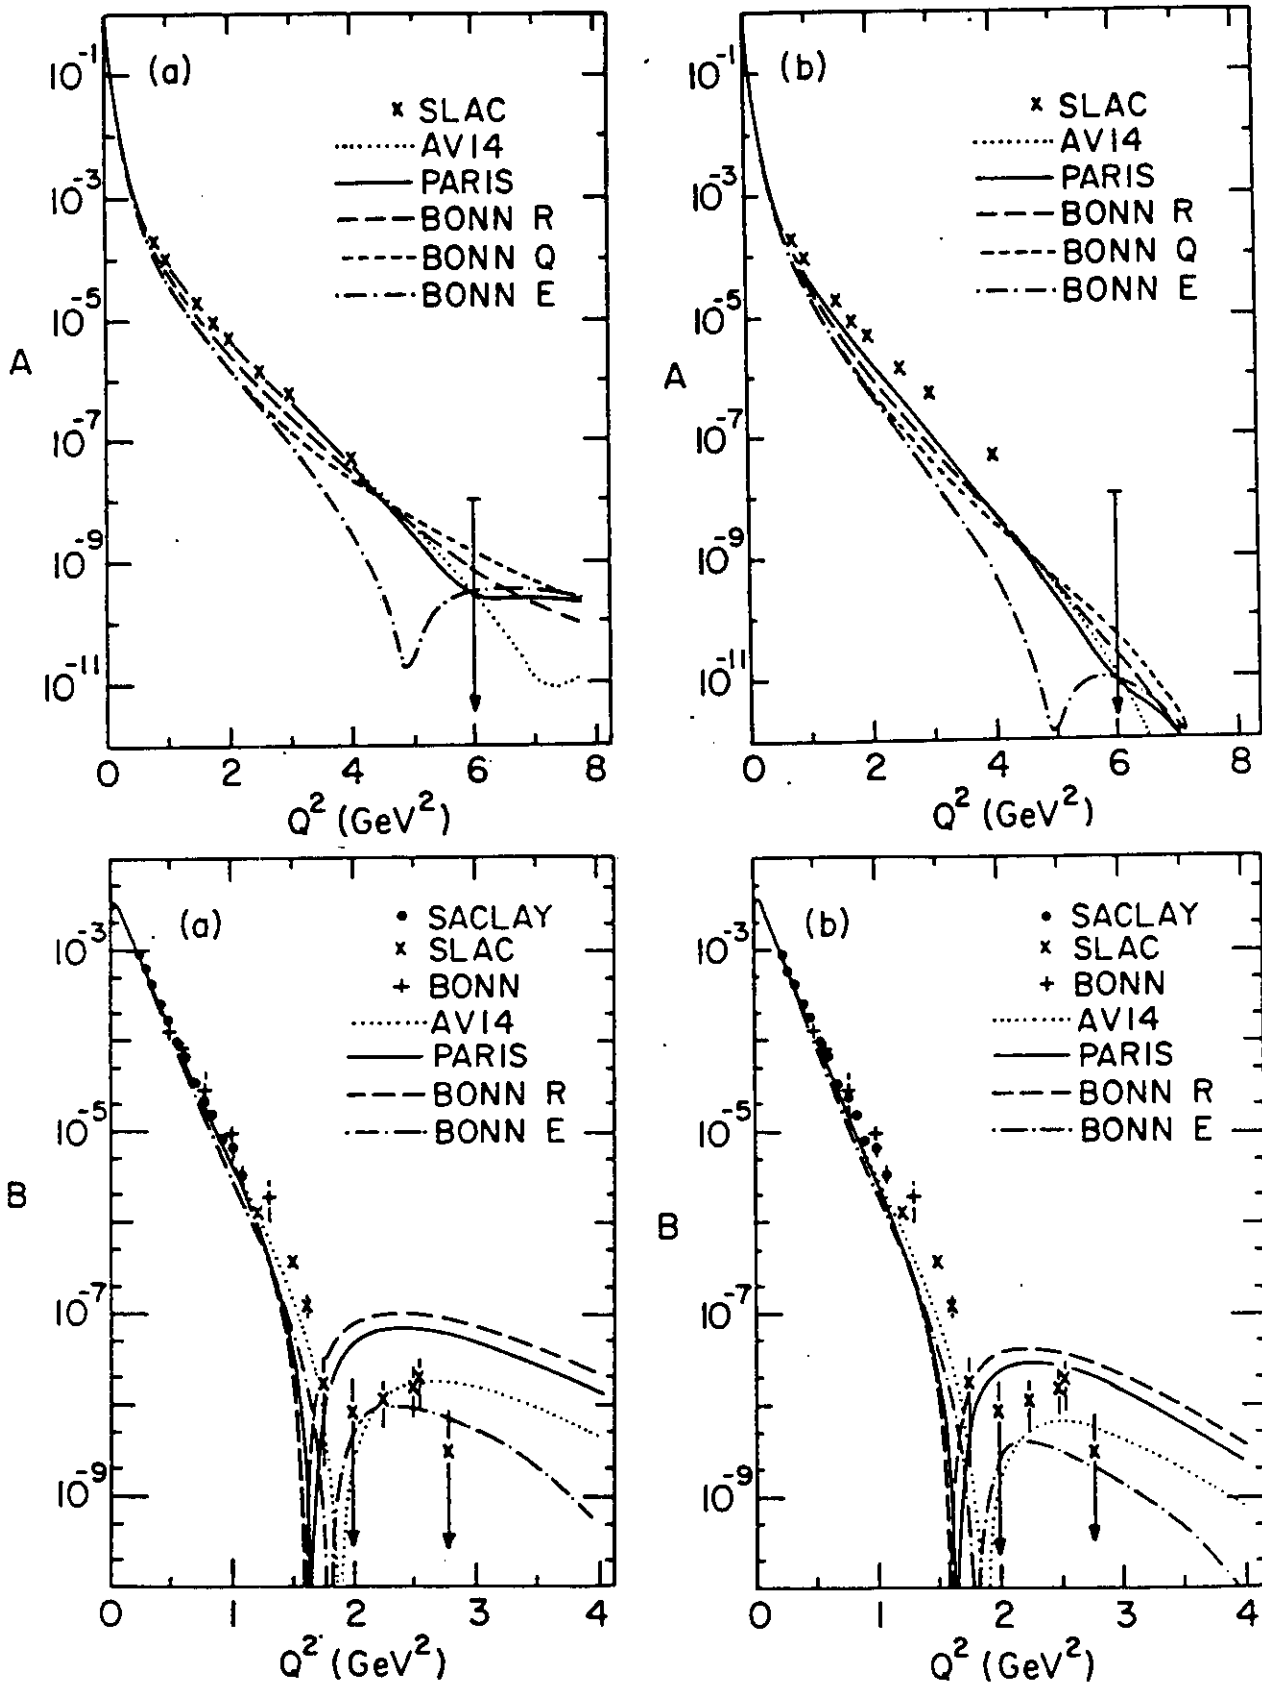 (a)
x SLAC
AV14
PARIS
BONN R
BONN Q
BONN E
10^-1
10^-3
10^-5
10^-7
10^-9
10^-11
A
0 2 4 6 8
Q^2 (GeV^2)
(b)
x SLAC
AV14
PARIS
BONN R
BONN Q
BONN E
10^-1
10^-3
10^-5
10^-7
10^-9
10^-11
A
0 2 4 6 8
Q^2 (GeV^2)
(a)
• SACLAY
x SLAC
+ BONN
AV14
PARIS
BONN R
BONN E
10^-3
10^-5
10^-7
10^-9
B
0 1 2 3 4
Q^2 (GeV^2)
(b)
• SACLAY
x SLAC
+ BONN
AV14
PARIS
BONN R
BONN E
10^-3
10^-5
10^-7
10^-9
B
0 1 2 3 4
Q^2 (GeV^2)